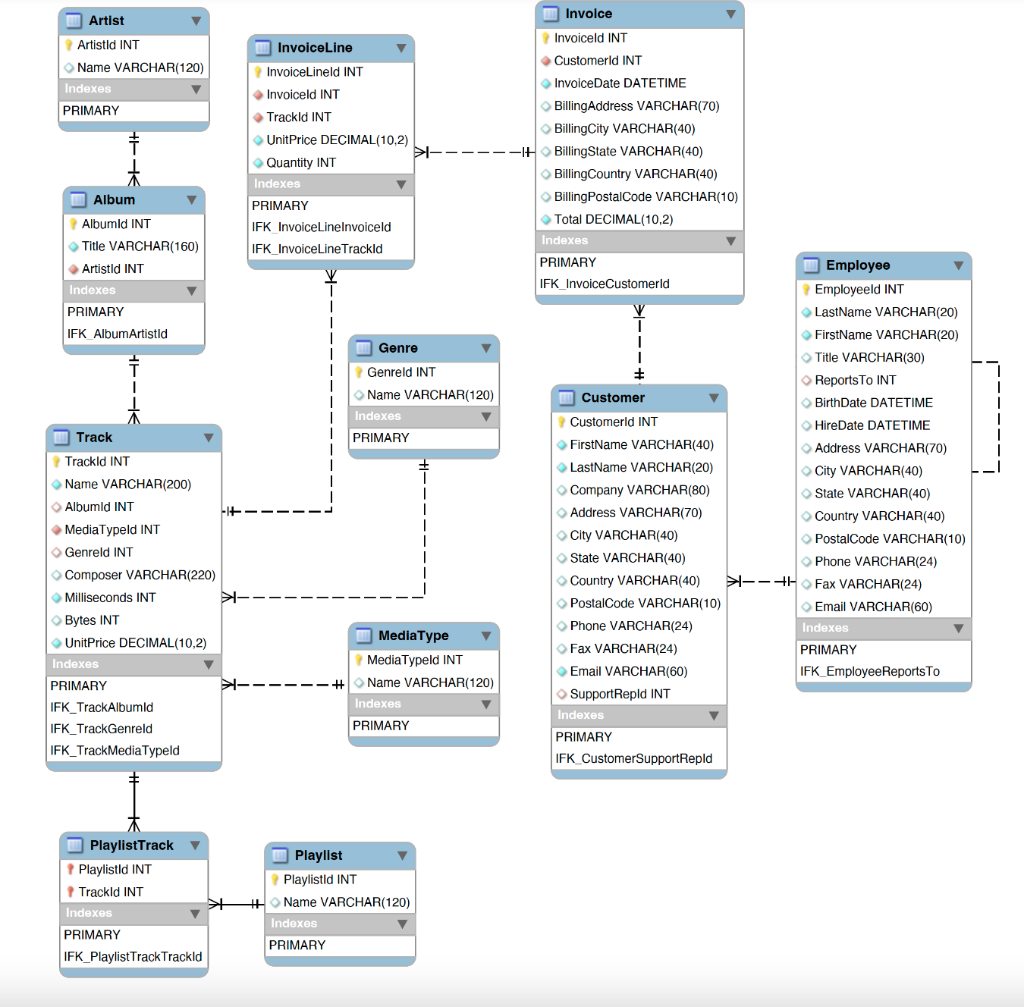 Artist
ArtistId INT
Name VARCHAR(120)
Indexes
PRIMARY
Album
AlbumId INT
Title VARCHAR(160)
ArtistId INT
Indexes
PRIMARY
IFK_AlbumArtistId
Track
TrackId INT
Name VARCHAR(200)
AlbumId INT
MediaTypeId INT
GenreId INT
Composer VARCHAR(220)
Milliseconds INT
Bytes INT
UnitPrice DECIMAL(10,2)
Indexes
PRIMARY
IFK_TrackAlbumId
IFK_TrackGenreId
IFK_TrackMediaTypeId
PlaylistTrack
PlaylistId INT
TrackId INT
Indexes
PRIMARY
IFK_PlaylistTrackTrackId
InvoiceLine
InvoiceLineId INT
InvoiceId INT
TrackId INT
UnitPrice DECIMAL(10,2)
Quantity INT
Indexes
PRIMARY
IFK_InvoiceLineInvoiceId
IFK_InvoiceLineTrackId
Genre
GenreId INT
Name VARCHAR(120)
Indexes
PRIMARY
MediaType
MediaTypeId INT
Name VARCHAR(120)
Indexes
PRIMARY
Playlist
PlaylistId INT
Name VARCHAR(120)
Indexes
PRIMARY
Invoice
InvoiceId INT
CustomerId INT
InvoiceDate DATETIME
BillingAddress VARCHAR(70)
BillingCity VARCHAR(40)
BillingState VARCHAR(40)
BillingCountry VARCHAR(40)
BillingPostalCode VARCHAR(10)
Total DECIMAL(10,2)
Indexes
PRIMARY
IFK_InvoiceCustomerId
Customer
CustomerId INT
FirstName VARCHAR(40)
LastName VARCHAR(20)
Company VARCHAR(80)
Address VARCHAR(70)
City VARCHAR(40)
State VARCHAR(40)
Country VARCHAR(40)
PostalCode VARCHAR(10)
Phone VARCHAR(24)
Fax VARCHAR(24)
Email VARCHAR(60)
SupportRepId INT
Indexes
PRIMARY
IFK_CustomerSupportRepId
Employee
EmployeeId INT
LastName VARCHAR(20)
FirstName VARCHAR(20)
Title VARCHAR(30)
ReportsTo INT
BirthDate DATETIME
HireDate DATETIME
Address VARCHAR(70)
City VARCHAR(40)
State VARCHAR(40)
Country VARCHAR(40)
PostalCode VARCHAR(10)
Phone VARCHAR(24)
Fax VARCHAR(24)
Email VARCHAR(60)
Indexes
PRIMARY
IFK_EmployeeReportsTo